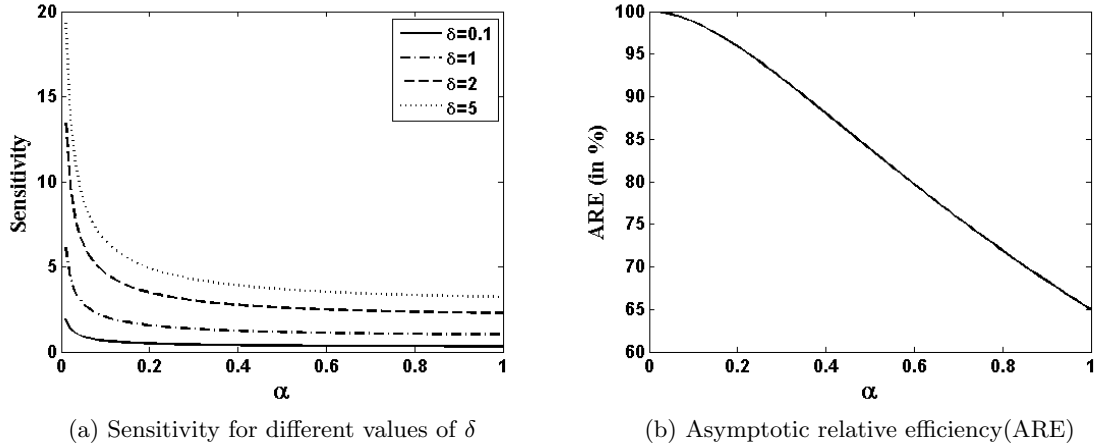 20
15
10
5
0
Sensitivity
δ=0.1
δ=1
δ=2
δ=5
0 0.2 0.4 0.6 0.8 1
α
(a) Sensitivity for different values of δ
100
95
90
85
80
75
70
65
60
ARE (in %)
0 0.2 0.4 0.6 0.8 1
α
(b) Asymptotic relative efficiency(ARE)